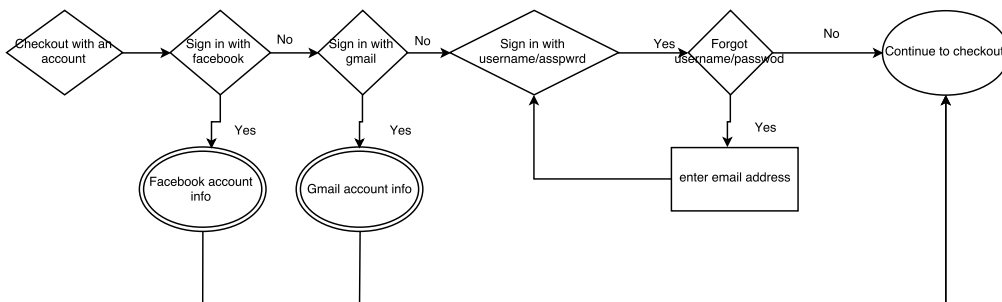 Checkout with an
account
Sign in with
facebook
No
Sign in with
gmail
No
Sign in with
username/asspwrd
Yes
Forgot
username/passwod
No
Continue to checkout
Yes
Yes
Yes
Facebook account
info
Gmail account info
enter email address